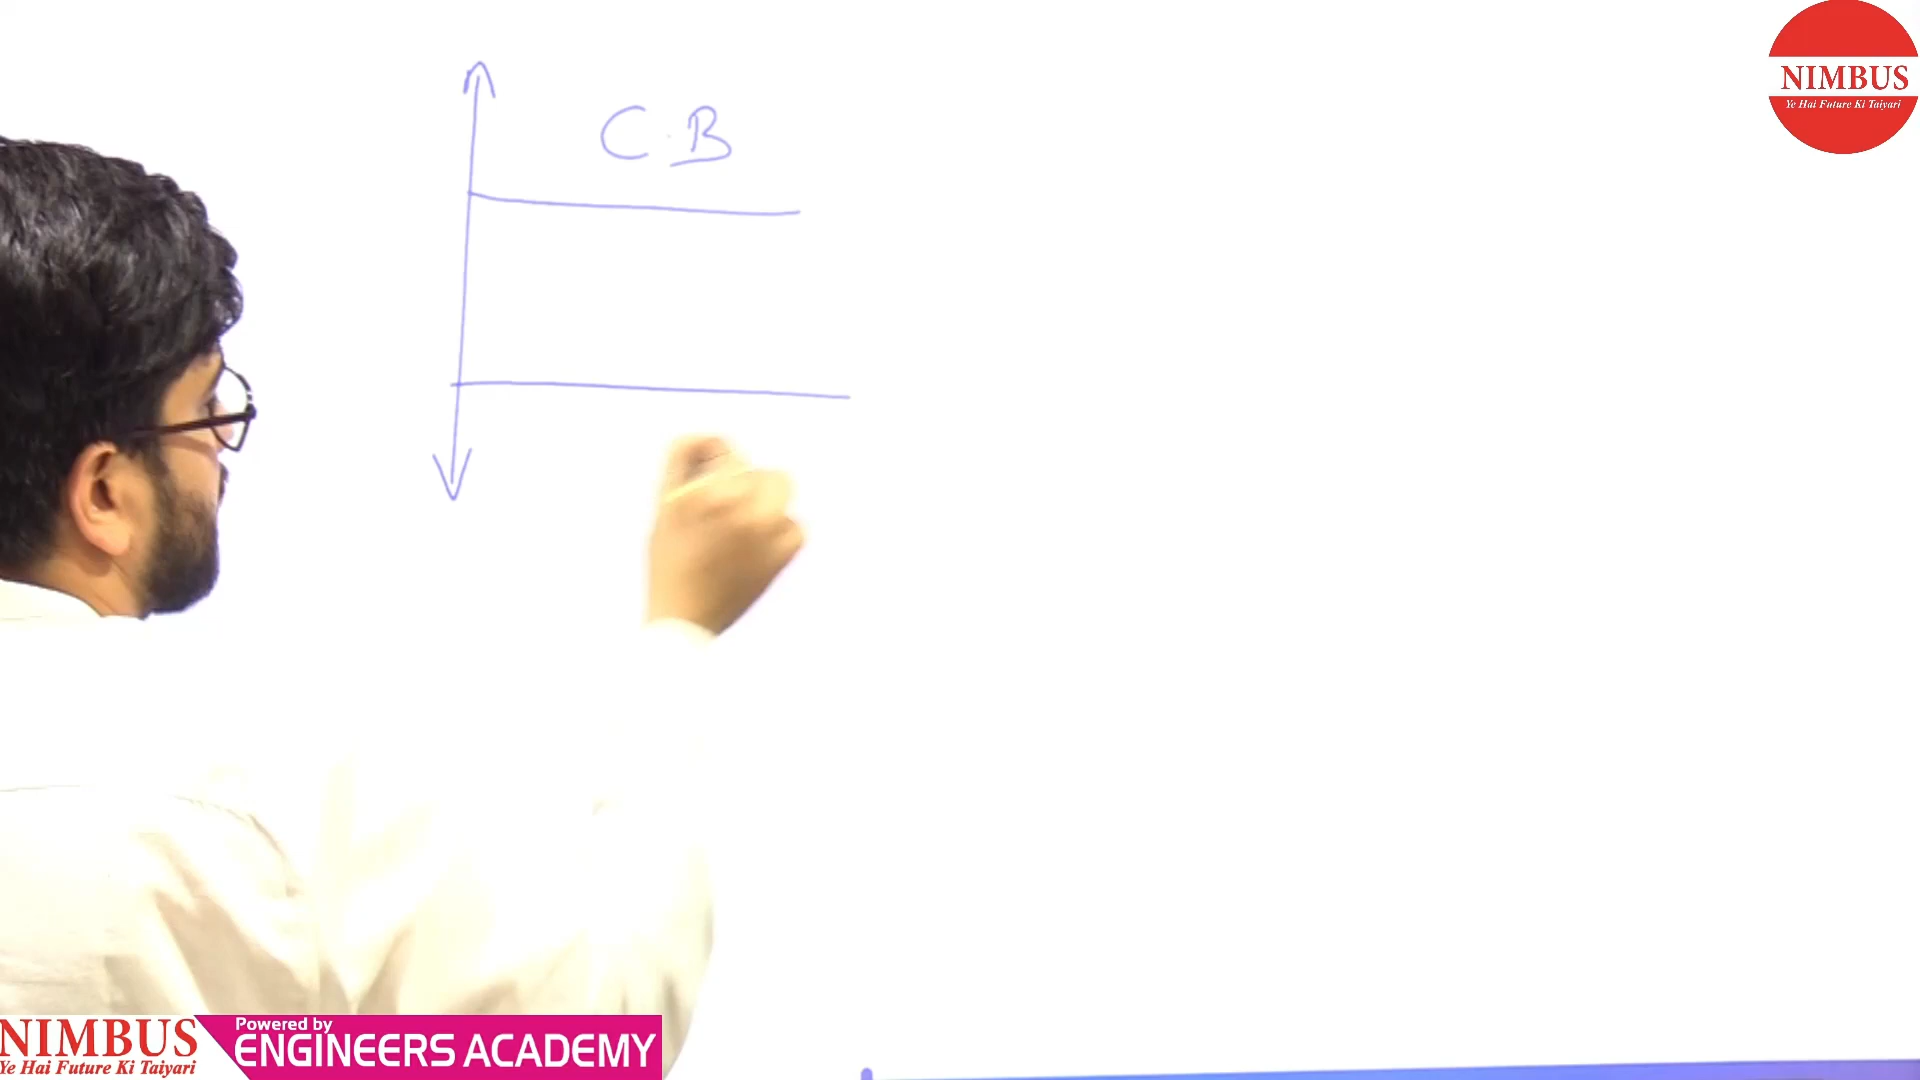 C.B
NIMBUS
Ye Hai Future Ki Taiyari
NIMBUS
Ye Hai Future Ki Taiyari
Powered by
ENGINEERS ACADEMY